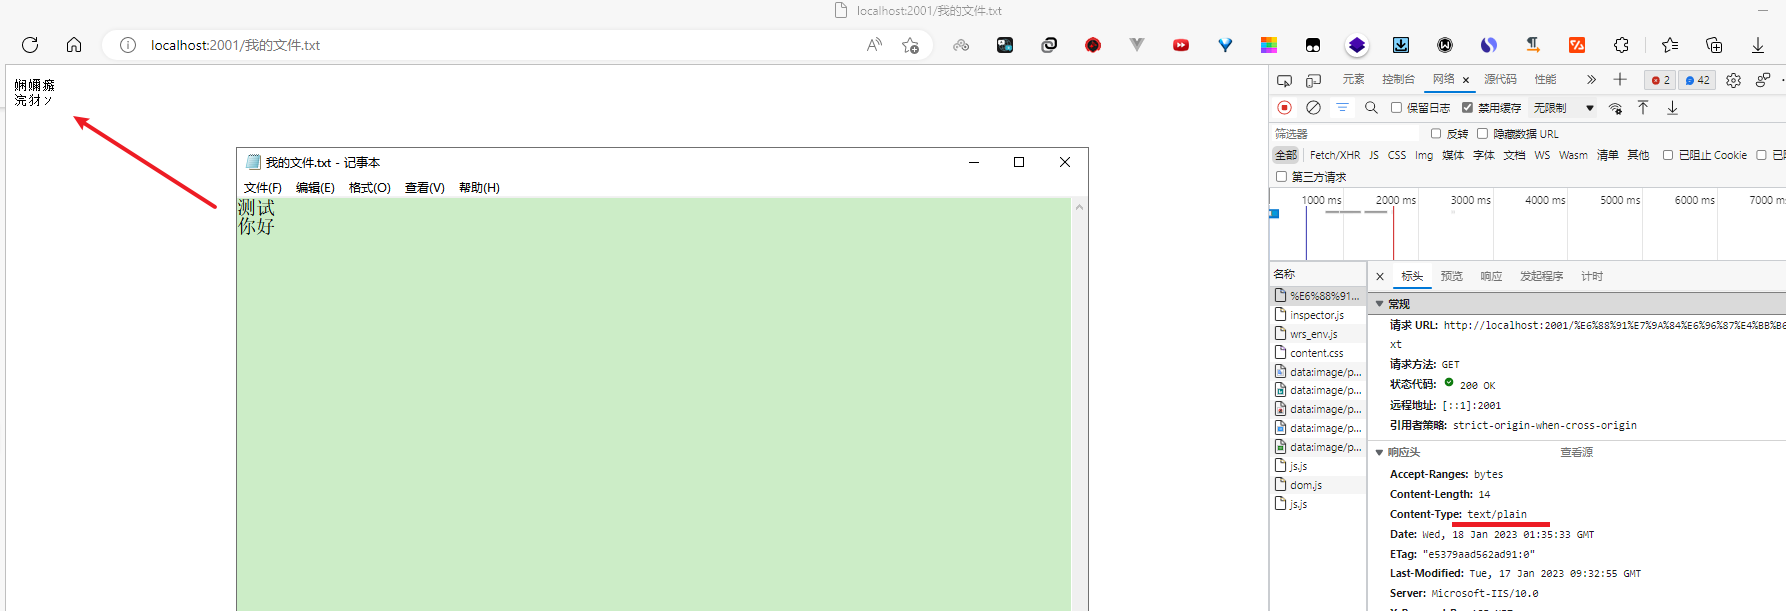 localhost:2001/我的文件.txt
localhost:2001/我的文件.txt
娴嬭瘯
浣犲ソ
我的文件.txt - 记事本
文件(F) 编辑(E) 格式(O) 查看(V) 帮助(H)
测试
你好
元素 控制台 网络 源代码 性能 2 42
保留日志 禁用缓存 无限制
筛选器 反转 隐藏数据 URL
全部 Fetch/XHR JS CSS Img 媒体 字体 文档 WS Wasm 清单 其他 已阻止 Cookie
第三方请求
1000 ms 2000 ms 3000 ms 4000 ms 5000 ms 6000 ms 7000 ms
名称
%E6%88%91...
inspector.js
wrs_env.js
content.css
data:image/p...
data:image/p...
data:image/p...
data:image/p...
data:image/p...
js.js
dom.js
js.js
标头 预览 响应 发起程序 计时
常规
请求 URL: http://localhost:2001/%E6%88%91%E7%9A%84%E6%96%87%E4%BB%B6
xt
请求方法: GET
状态代码: 200 OK
远程地址: [::1]:2001
引用者策略: strict-origin-when-cross-origin
响应头 查看源
Accept-Ranges: bytes
Content-Length: 14
Content-Type: text/plain
Date: Wed, 18 Jan 2023 01:35:33 GMT
ETag: "e5379aad562ad91:0"
Last-Modified: Tue, 17 Jan 2023 09:32:55 GMT
Server: Microsoft-IIS/10.0